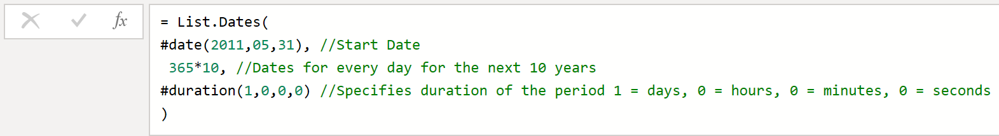 fx
= List.Dates(
#date(2011,05,31), //Start Date
365*10, //Dates for every day for the next 10 years
#duration(1,0,0,0) //Specifies duration of the period 1 = days, 0 = hours, 0 = minutes, 0 = seconds
)